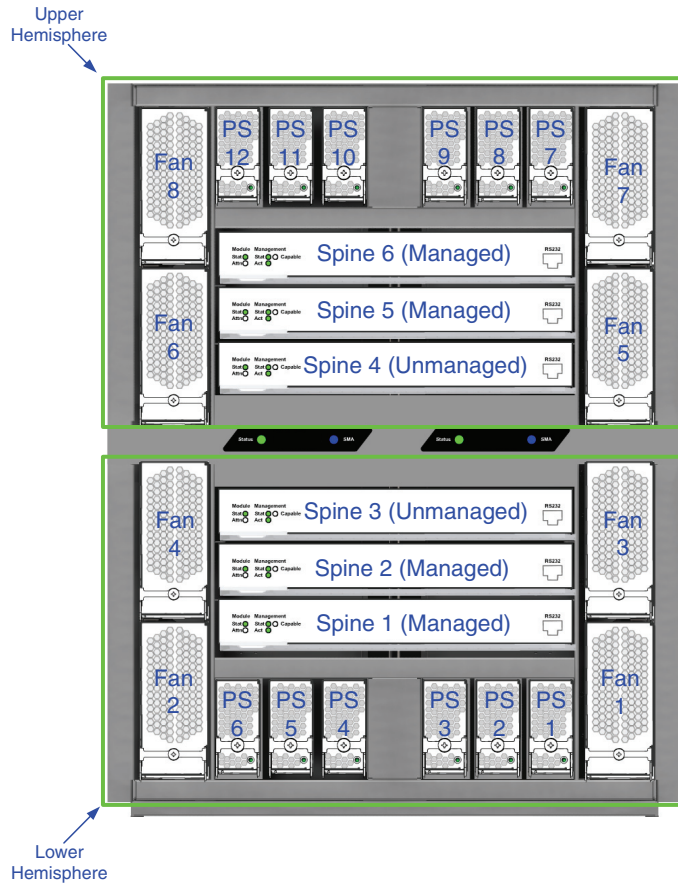 Upper
Hemisphere
Fan
8
PS
12
PS
11
PS
10
PS
9
PS
8
PS
7
Fan
7
Module Management
Stat Stat Capable
Attn Act
Spine 6 (Managed)
RS232
Fan
6
Module Management
Stat Stat Capable
Attn Act
Spine 5 (Managed)
RS232
Fan
5
Module Management
Stat Stat Capable
Attn Act
Spine 4 (Unmanaged)
RS232
Status SMA Status SMA
Fan
4
Module Management
Stat Stat Capable
Attn Act
Spine 3 (Unmanaged)
RS232
Fan
3
Module Management
Stat Stat Capable
Attn Act
Spine 2 (Managed)
RS232
Module Management
Stat Stat Capable
Attn Act
Spine 1 (Managed)
RS232
Fan
2
PS
6
PS
5
PS
4
PS
3
PS
2
PS
1
Fan
1
Lower
Hemisphere